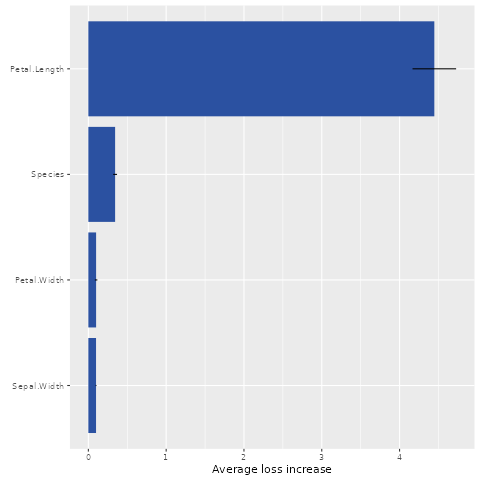 Petal.Length
Species
Petal.Width
Sepal.Width
0 1 2 3 4
Average loss increase